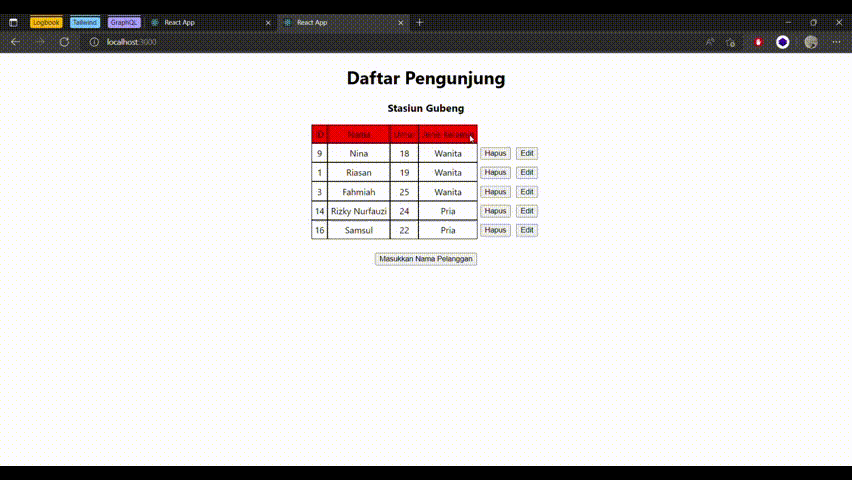 Logbook Tailwind GraphQL React App React App
localhost:3000
Daftar Pengunjung
Stasiun Gubeng
ID Nama Umur Jenis Kelamin
9 Nina 18 Wanita Hapus Edit
1 Riasan 19 Wanita Hapus Edit
3 Fahmiah 25 Wanita Hapus Edit
14 Rizky Nurfauzi 24 Pria Hapus Edit
16 Samsul 22 Pria Hapus Edit
Masukkan Nama Pelanggan